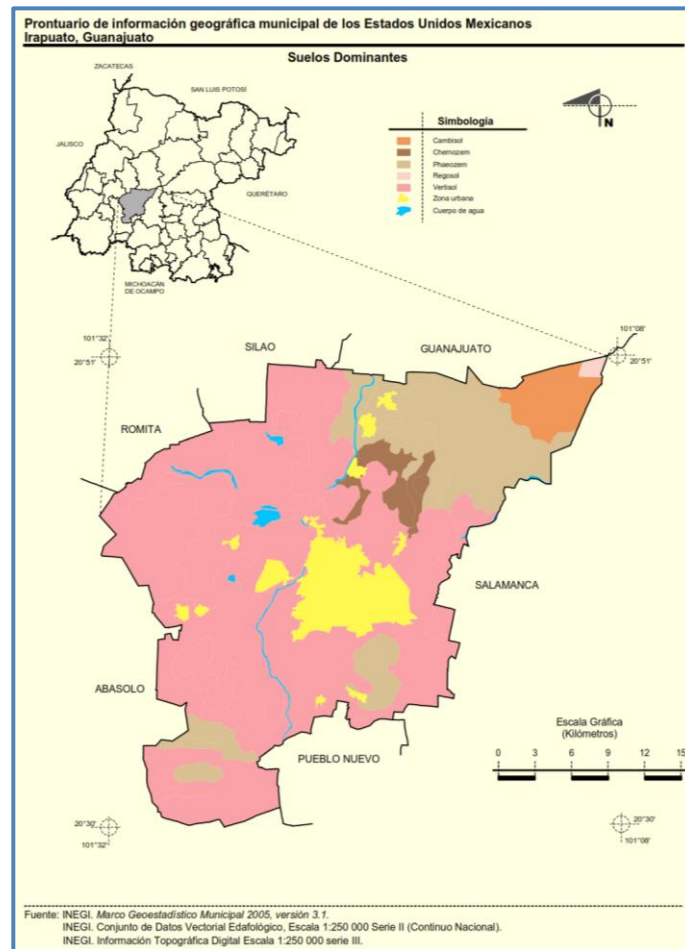 Prontuario de información geográfica municipal de los Estados Unidos Mexicanos
Irapuato, Guanajuato
Suelos Dominantes
ZACATECAS
SAN LUIS POTOSÍ
JALISCO
QUERÉTARO
MICHOACÁN
DE OCAMPO
N
Simbología
Cambisol
Chernozem
Phaeozem
Regosol
Vertisol
Zona urbana
Cuerpo de agua
101°32'
20°51'
SILAO
GUANAJUATO
101°08'
20°51'
ROMITA
SALAMANCA
ABASOLO
PUEBLO NUEVO
Escala Gráfica
(Kilómetros)
0 3 6 9 12 15
20°30'
101°32'
20°30'
101°08'
Fuente: INEGI. Marco Geoestadístico Municipal 2005, versión 3.1.
INEGI. Conjunto de Datos Vectorial Edafológico, Escala 1:250 000 Serie II (Continuo Nacional).
INEGI. Información Topográfica Digital Escala 1:250 000 serie III.